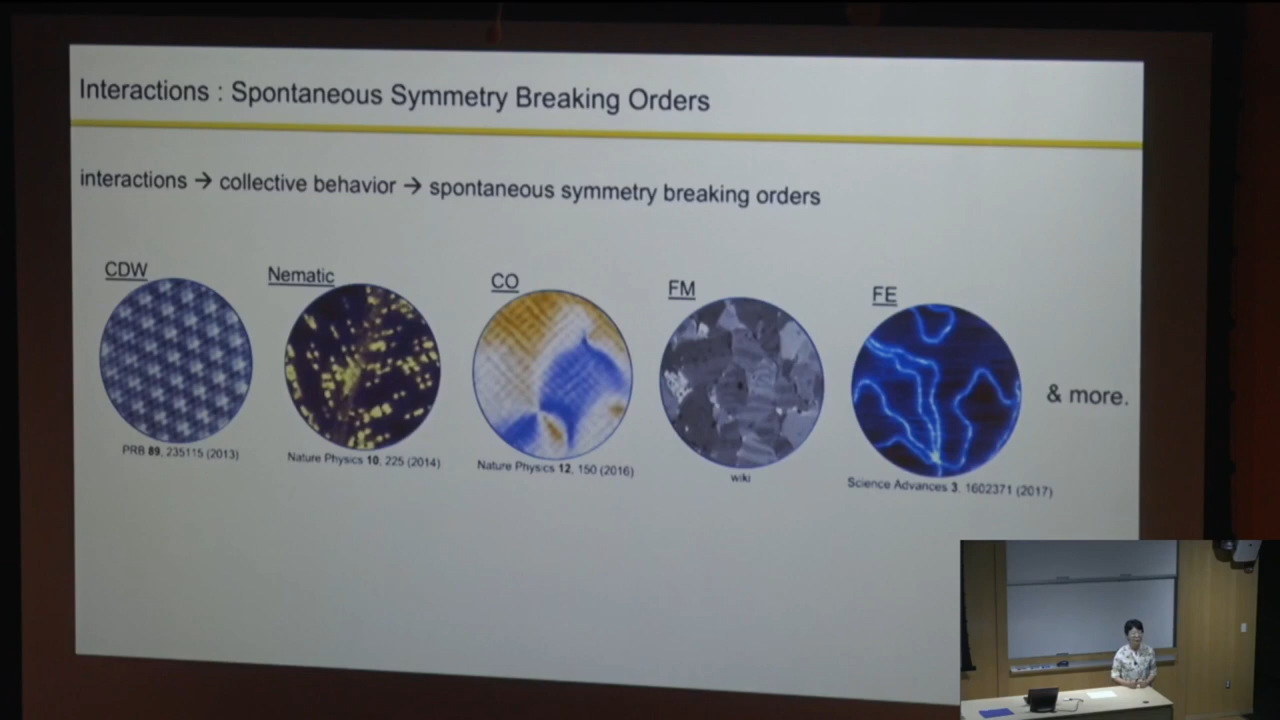 Interactions : Spontaneous Symmetry Breaking Orders
interactions → collective behavior → spontaneous symmetry breaking orders
CDW
Nematic
CO
FM
FE
& more.
PRB 89, 235115 (2013)
Nature Physics 10, 225 (2014)
Nature Physics 12, 150 (2016)
wiki
Science Advances 3, 1602371 (2017)